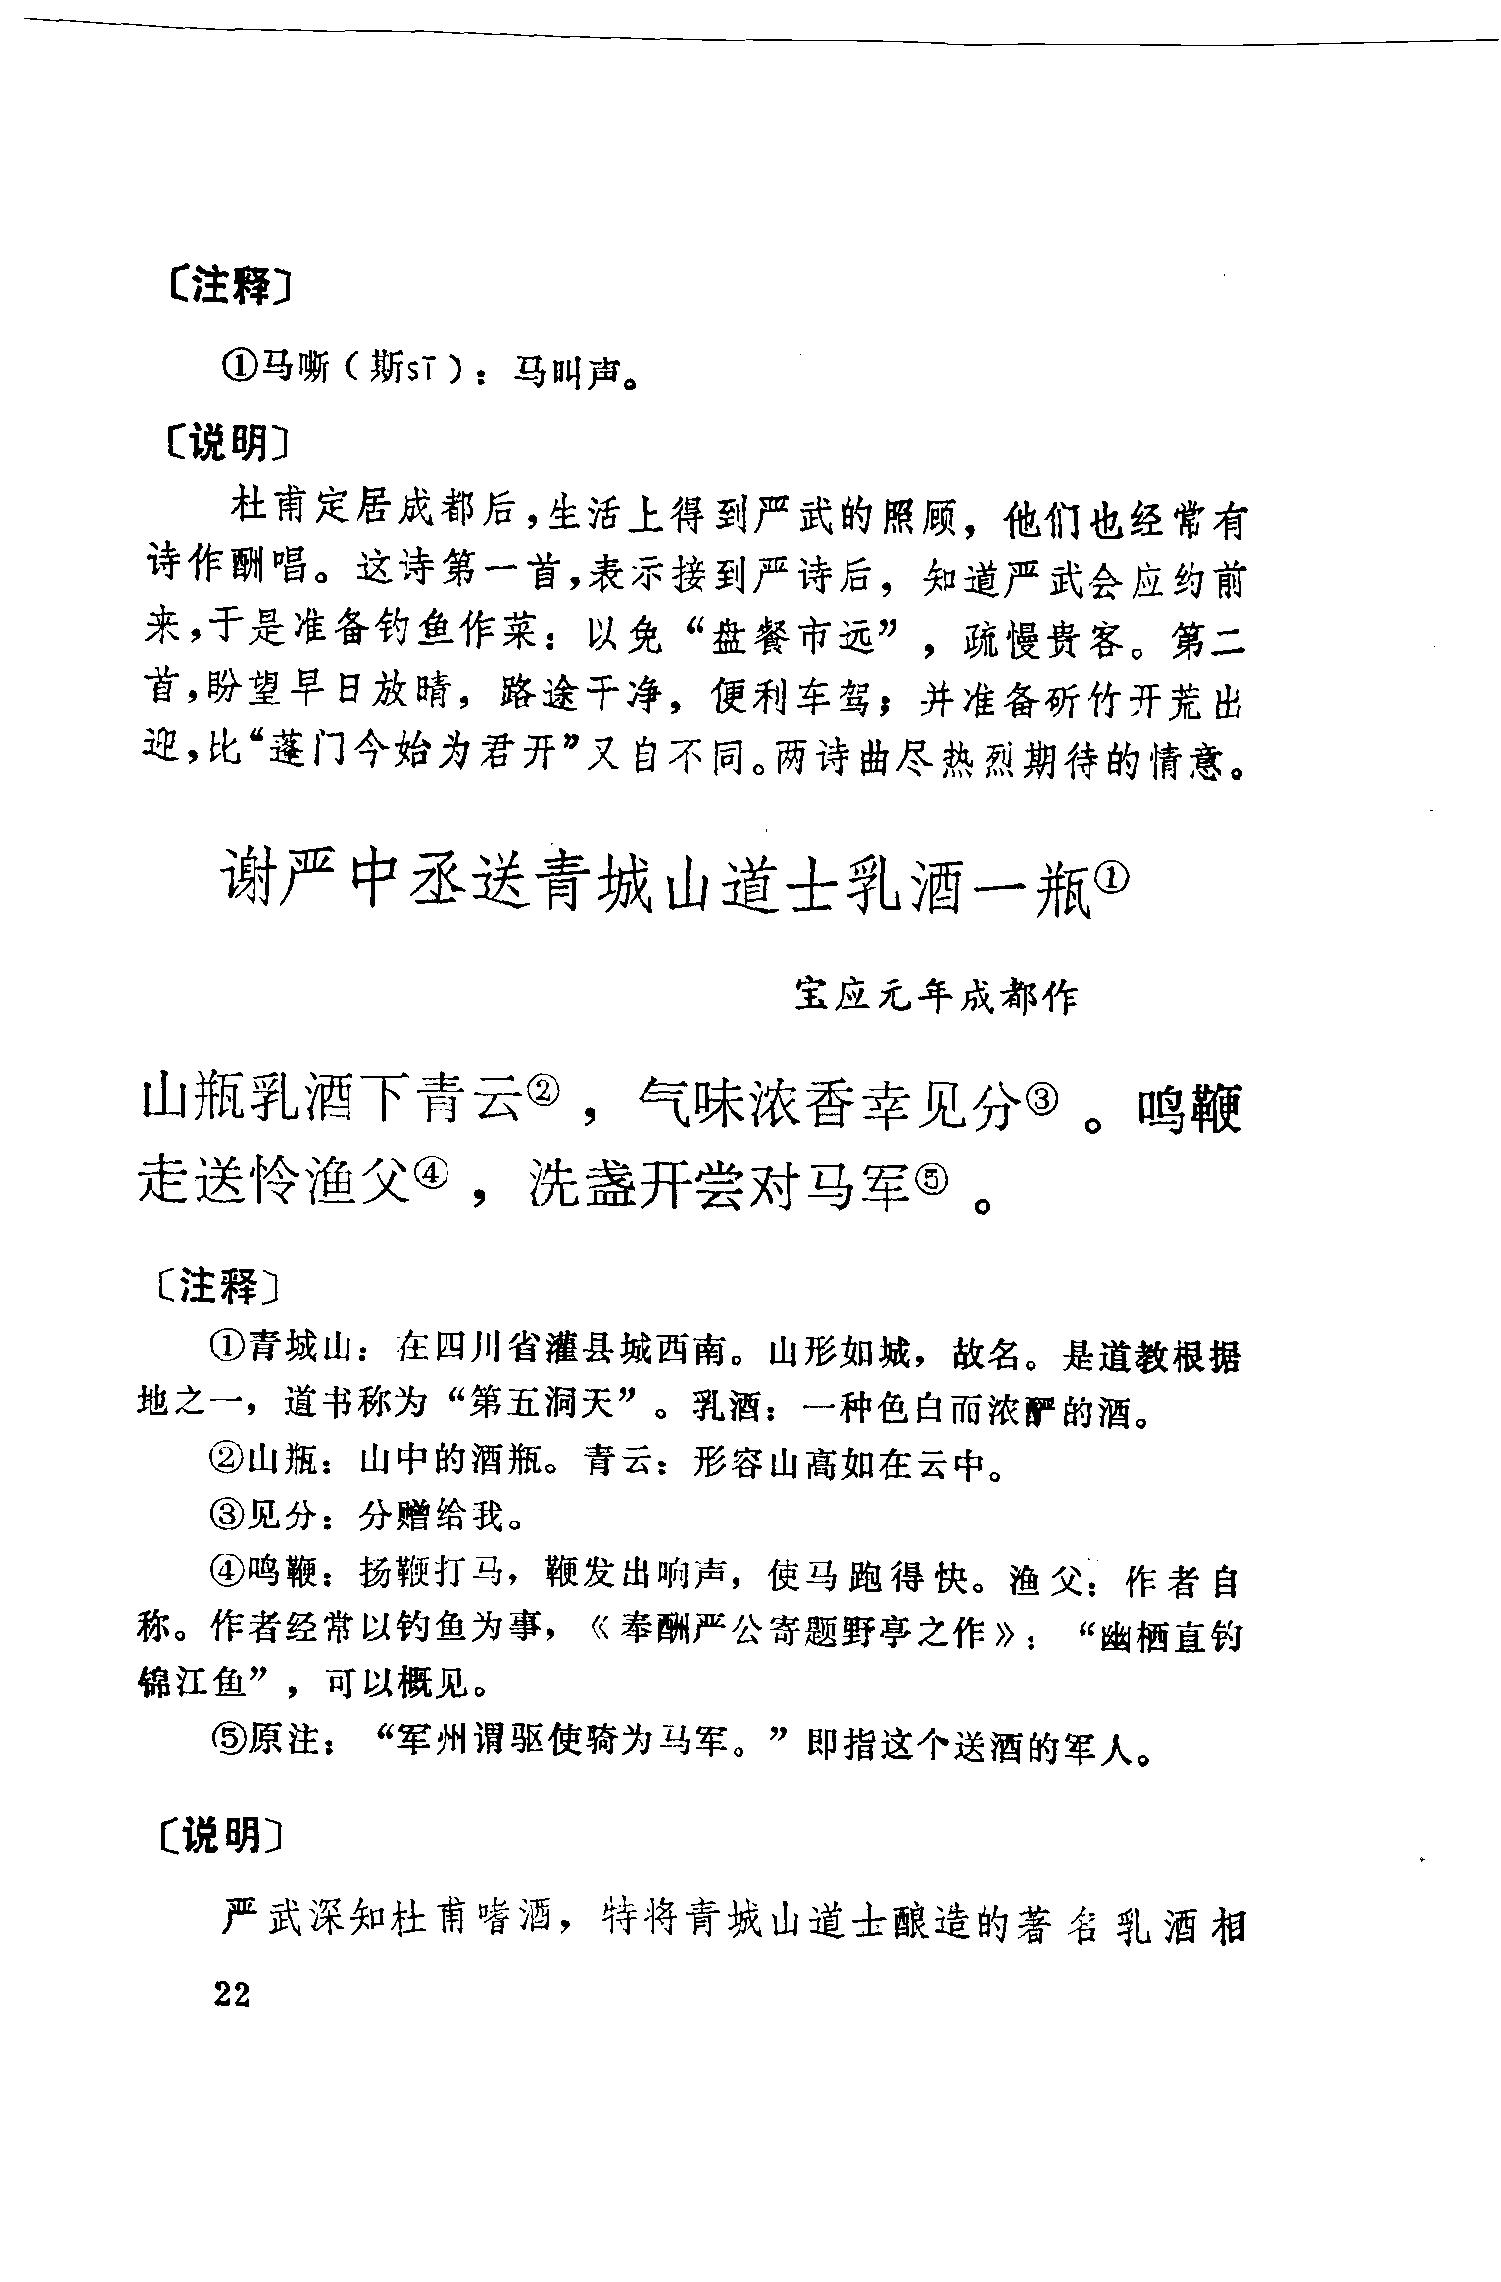 〔注释〕
①马嘶（斯sī）：马叫声。
〔说明〕
杜甫定居成都后，生活上得到严武的照顾，他们也经常有
诗作酬唱。这诗第一首，表示接到严诗后，知道严武会应约前
来，于是准备钓鱼作菜：以免“盘餐市远”，疏慢贵客。第二
首，盼望早日放晴，路途干净，便利车驾；并准备斫竹开荒出
迎，比“蓬门今始为君开”又自不同。两诗曲尽热烈期待的情意。
谢严中丞送青城山道士乳酒一瓶①
宝应元年成都作
山瓶乳酒下青云②，气味浓香幸见分③。鸣鞭
走送怜渔父④，洗盏开尝对马军⑤。
〔注释〕
①青城山：在四川省灌县城西南。山形如城，故名。是道教根据
地之一，道书称为“第五洞天”。乳酒：一种色白而浓酽的酒。
②山瓶：山中的酒瓶。青云：形容山高如在云中。
③见分：分赠给我。
④鸣鞭：扬鞭打马，鞭发出响声，使马跑得快。渔父：作者自
称。作者经常以钓鱼为事，《奉酬严公寄题野亭之作》：“幽栖直钓
锦江鱼”，可以概见。
⑤原注：“军州谓驱使骑为马军。”即指这个送酒的军人。
〔说明〕
严武深知杜甫嗜酒，特将青城山道士酿造的著名乳酒相
22